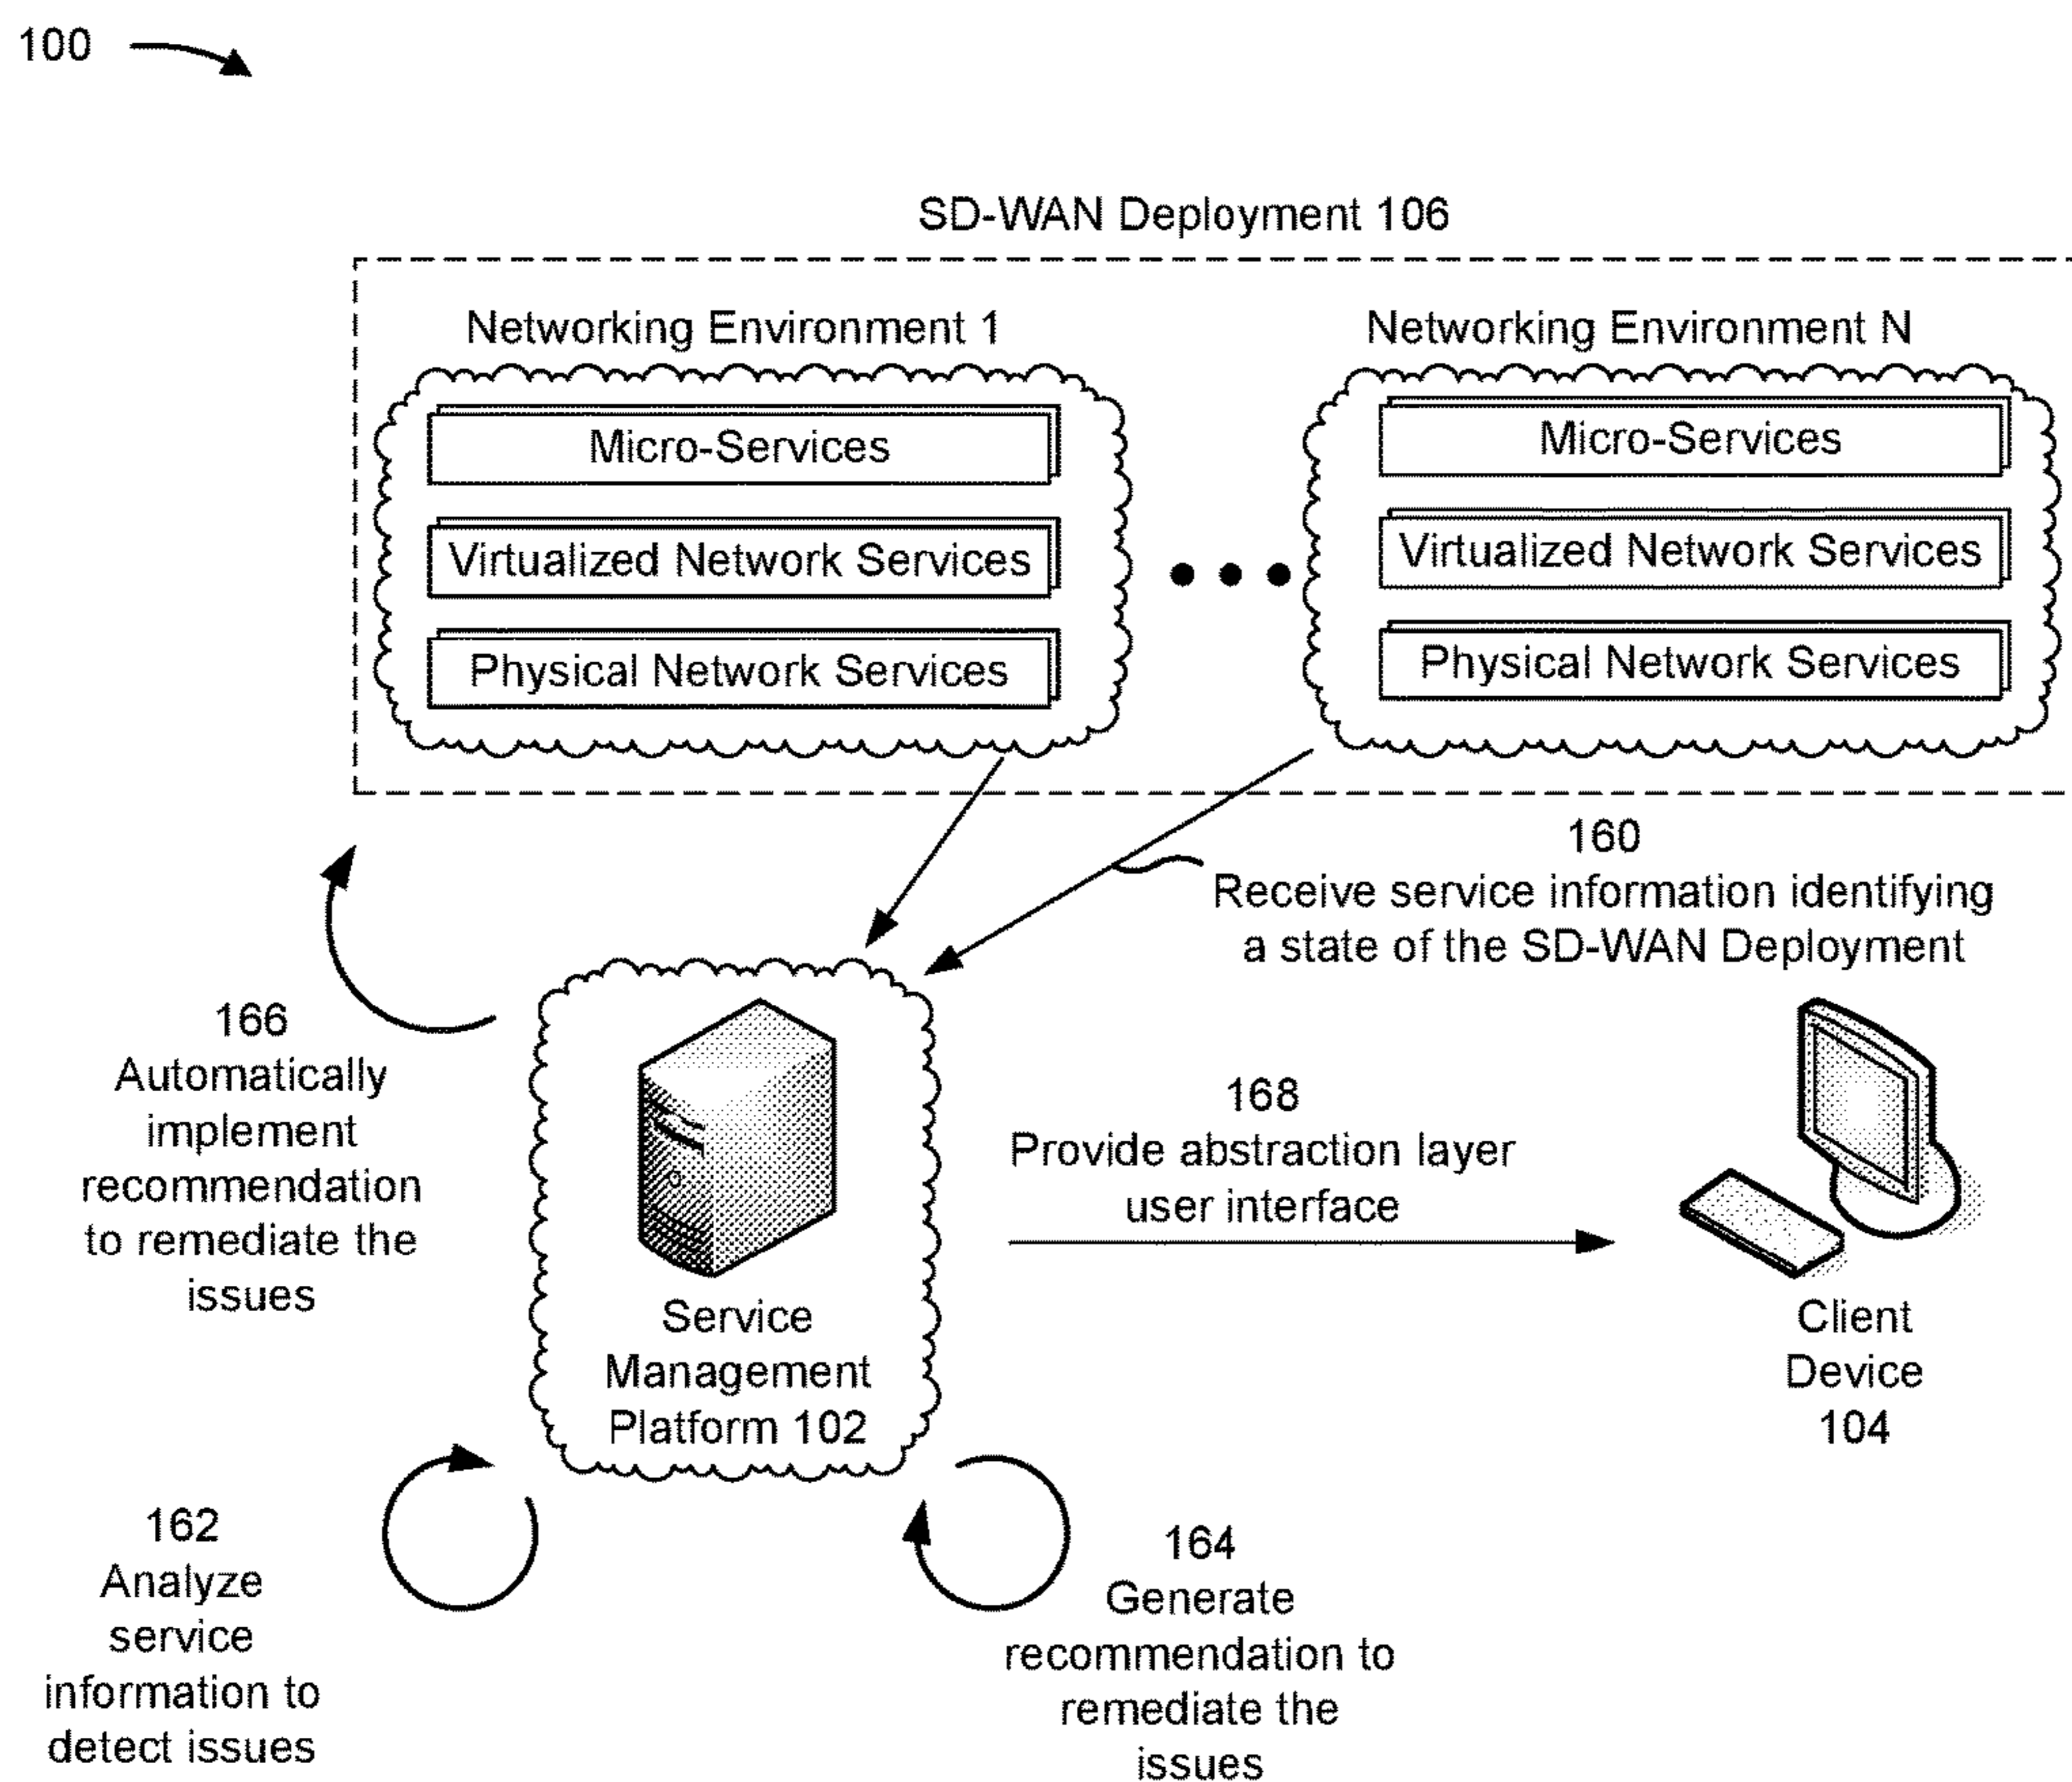 100
SD-WAN Deployment 106
Networking Environment 1
Micro-Services
Virtualized Network Services
Physical Network Services
Networking Environment N
Micro-Services
Virtualized Network Services
Physical Network Services
160
Receive service information identifying
a state of the SD-WAN Deployment
166
Automatically
implement
recommendation
to remediate the
issues
Service
Management
Platform 102
168
Provide abstraction layer
user interface
Client
Device
104
162
Analyze
service
information to
detect issues
164
Generate
recommendation to
remediate the
issues